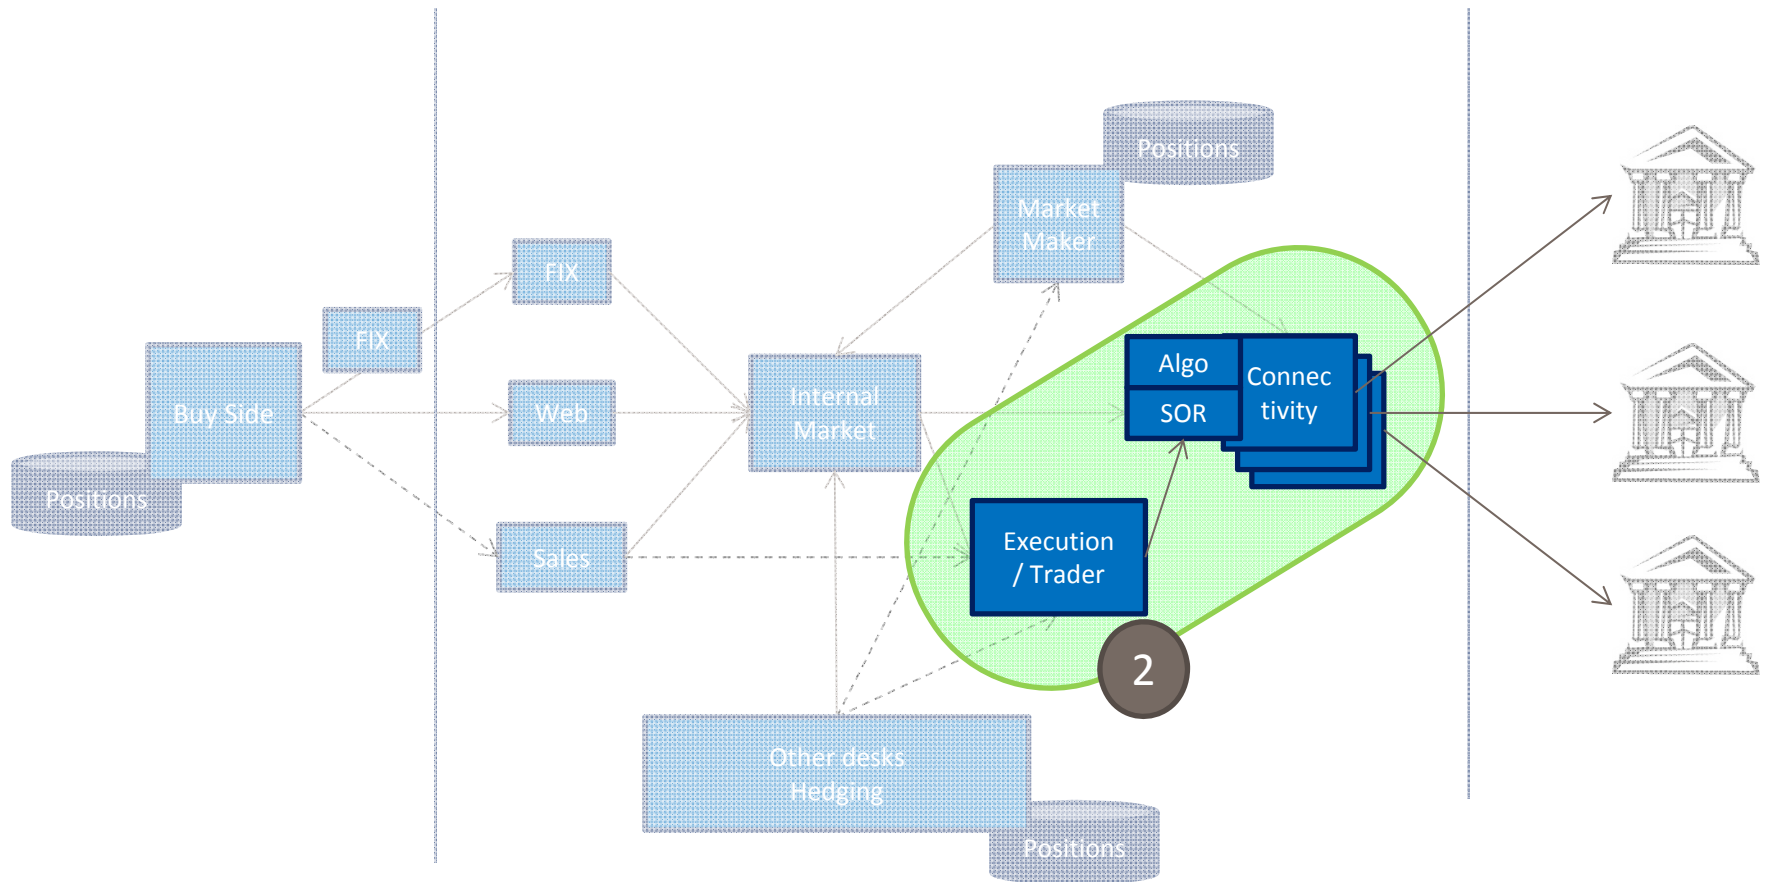 Positions
Market
Maker
FIX
FIX
Buy Side
Positions
Web
Sales
Internal
Market
Algo
SOR
Connec
tivity
Execution
/ Trader
2
Other desks
Hedging
Positions